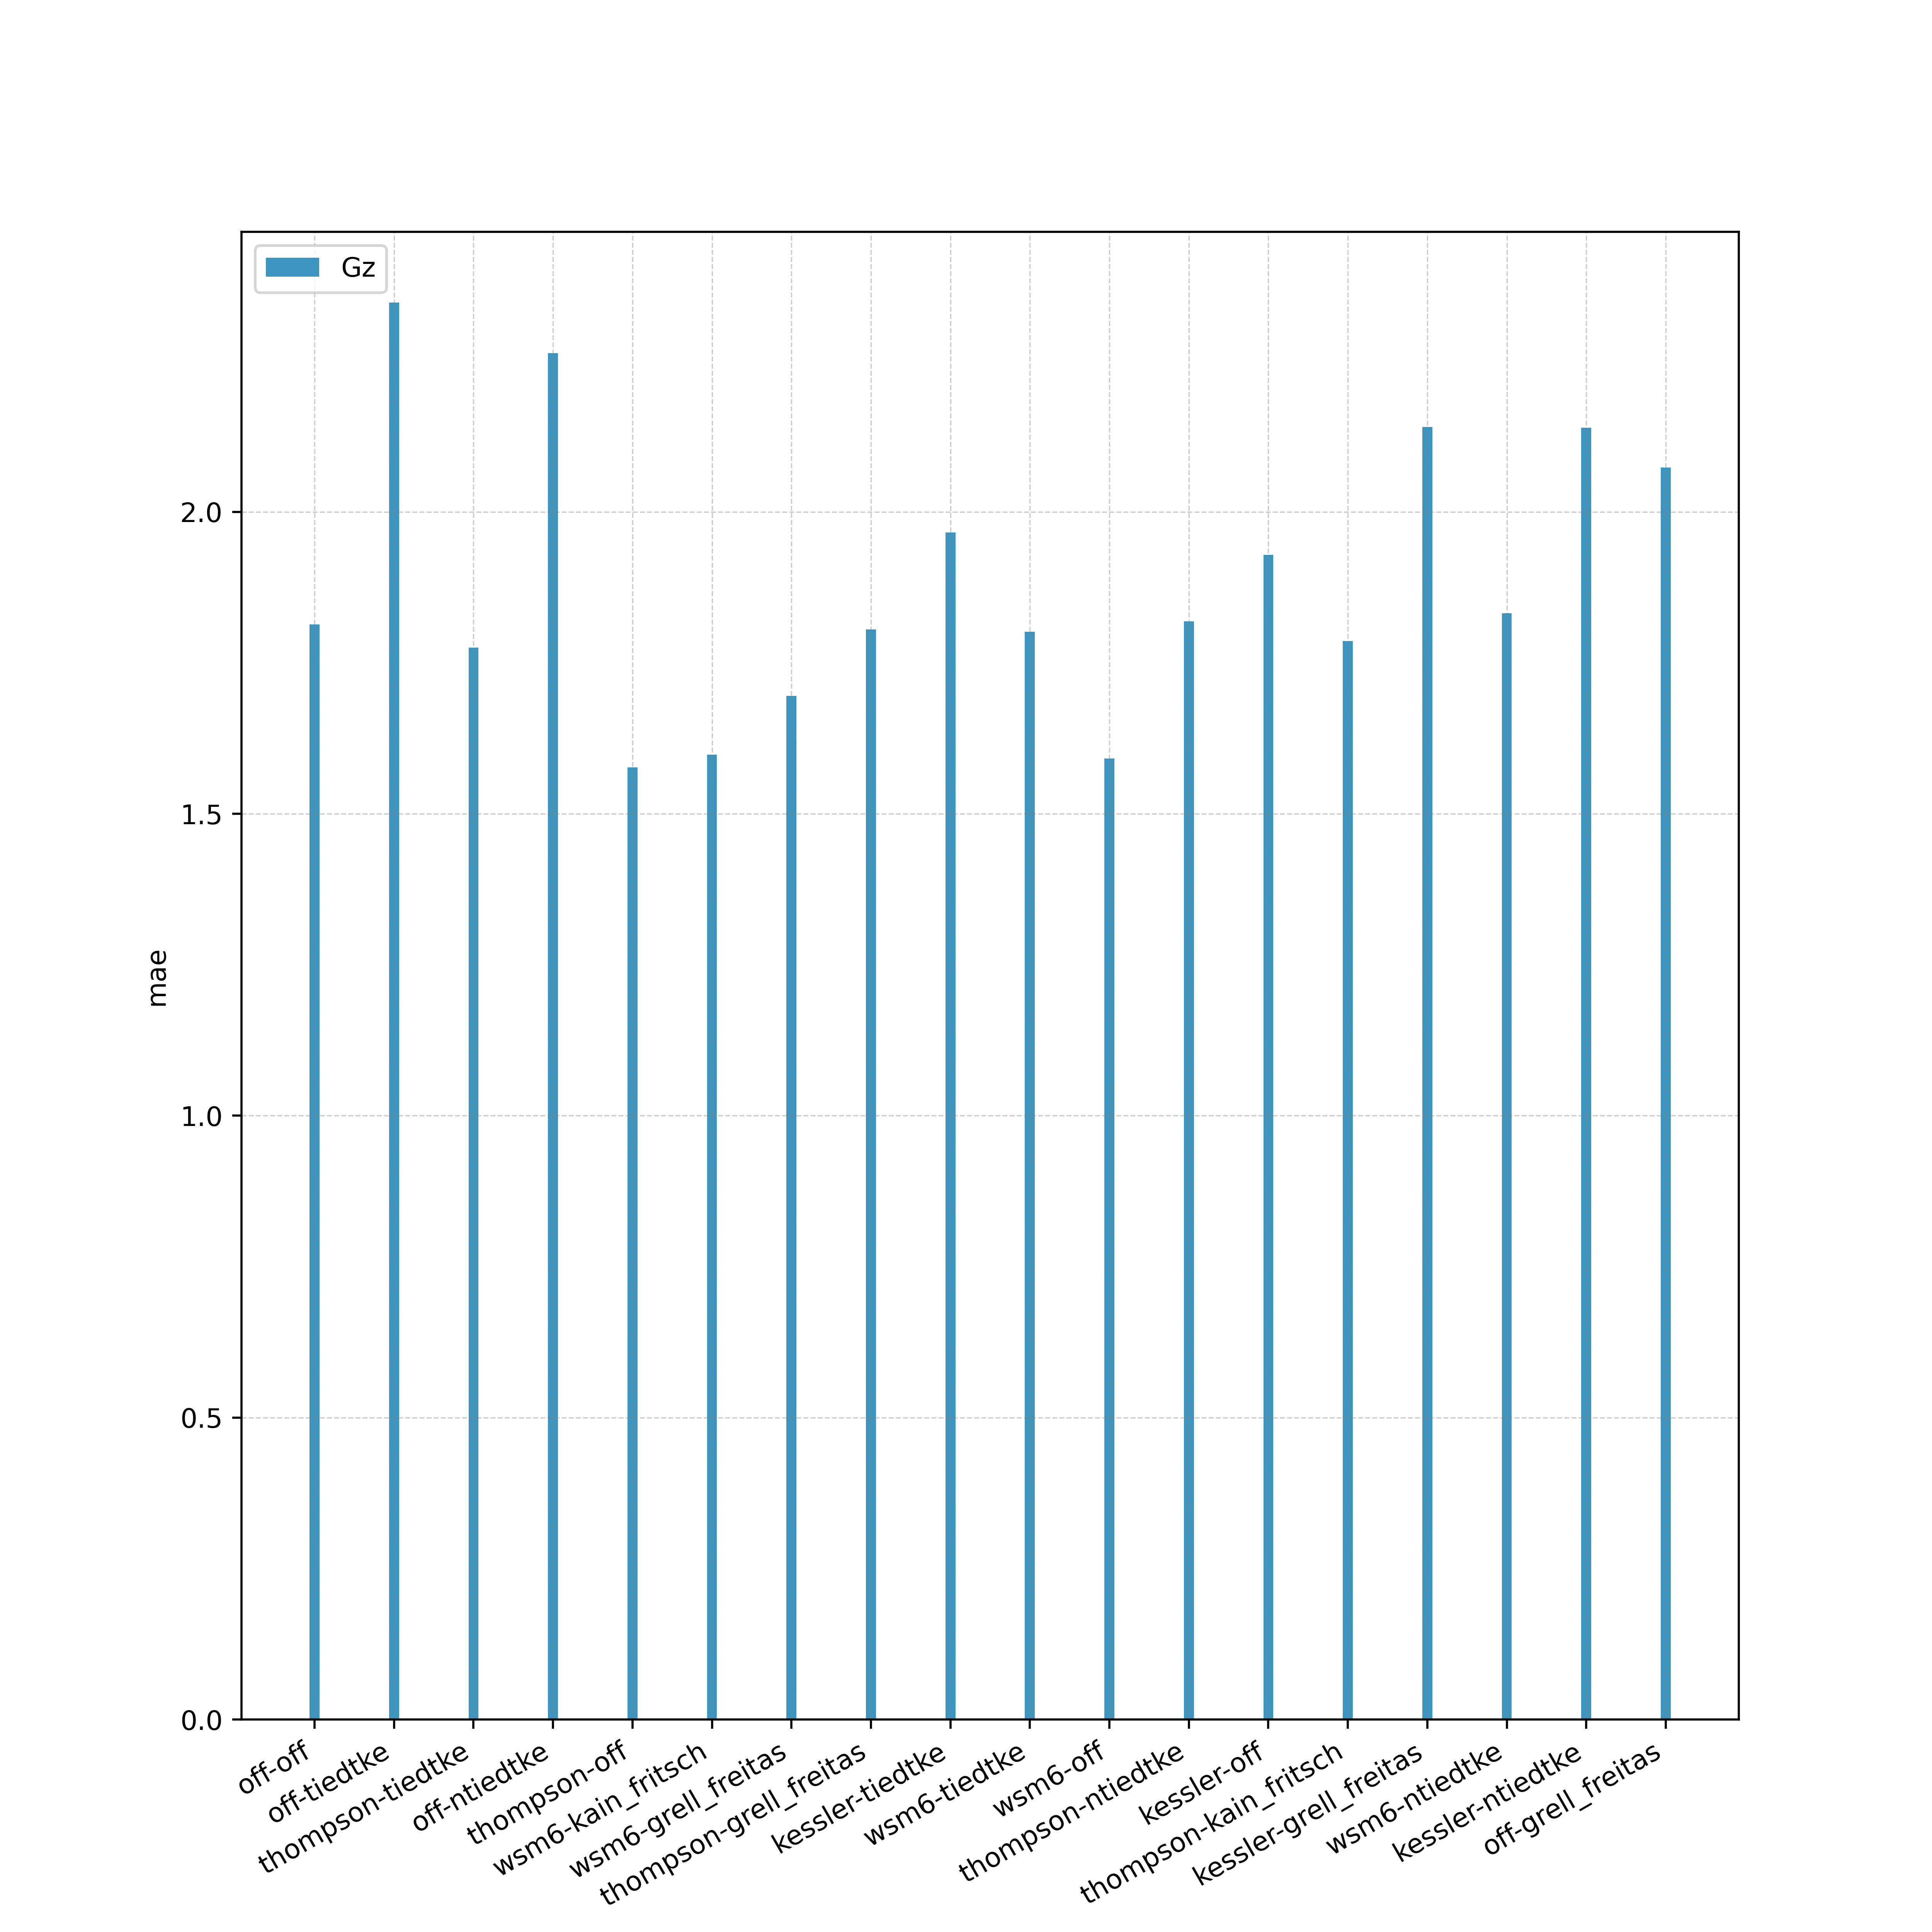 Gz
2.0
1.5
1.0
0.5
0.0
mae
off-off
off-tiedtke
thompson-tiedtke
off-ntiedtke
thompson-off
wsm6-kain_fritsch
wsm6-grell_freitas
thompson-grell_freitas
kessler-tiedtke
wsm6-tiedtke
wsm6-off
thompson-ntiedtke
kessler-off
thompson-kain_fritsch
kessler-grell_freitas
wsm6-ntiedtke
kessler-ntiedtke
off-grell_freitas